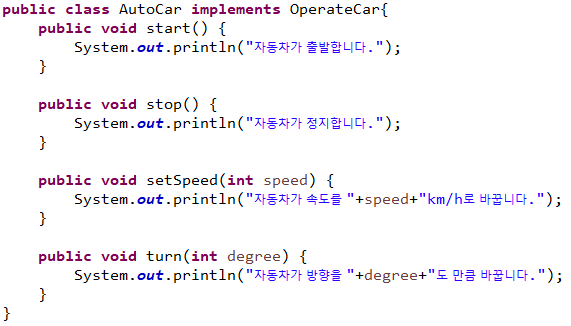 public class AutoCar implements OperateCar{
public void start() {
System.out.println("자동차가 출발합니다.");
}
public void stop() {
System.out.println("자동차가 정지합니다.");
}
public void setSpeed(int speed) {
System.out.println("자동차가 속도를 "+speed+"km/h로 바꿉니다.");
}
public void turn(int degree) {
System.out.println("자동차가 방향을 "+degree+"도 만큼 바꿉니다.");
}
}